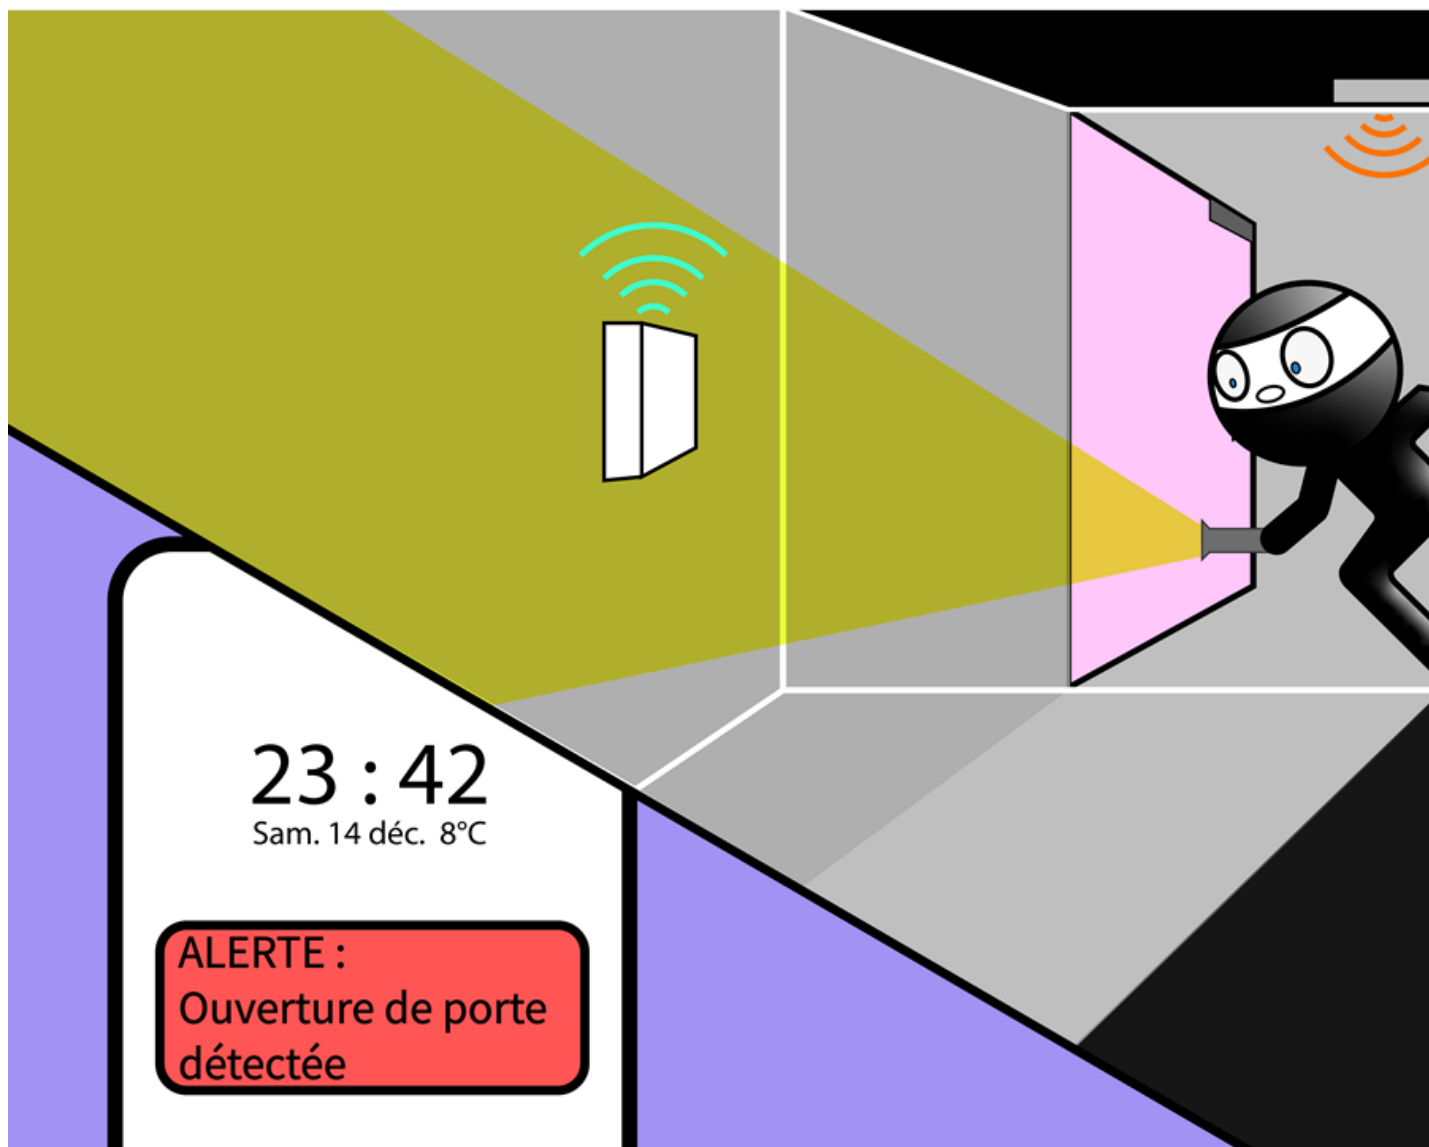 23 : 42
Sam. 14 déc. 8°C
ALERTE :
Ouverture de porte
détectée